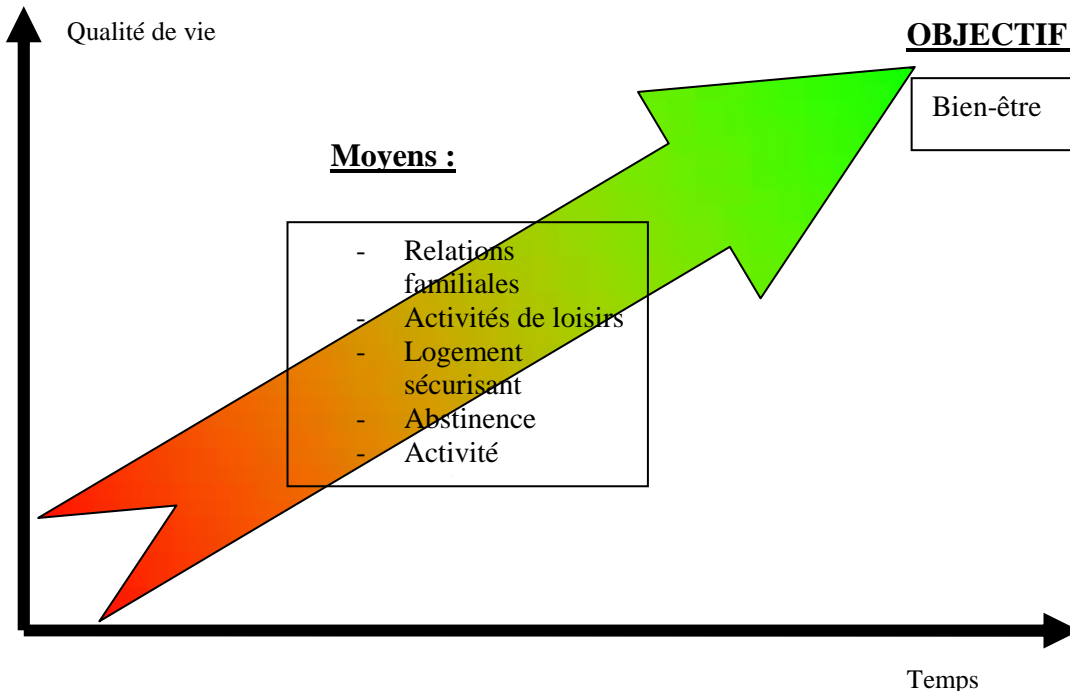 Qualité de vie
OBJECTIF
Bien-être
Moyens :
- Relations
familiales
- Activités de loisirs
- Logement
sécurisant
- Abstinence
- Activité
Temps